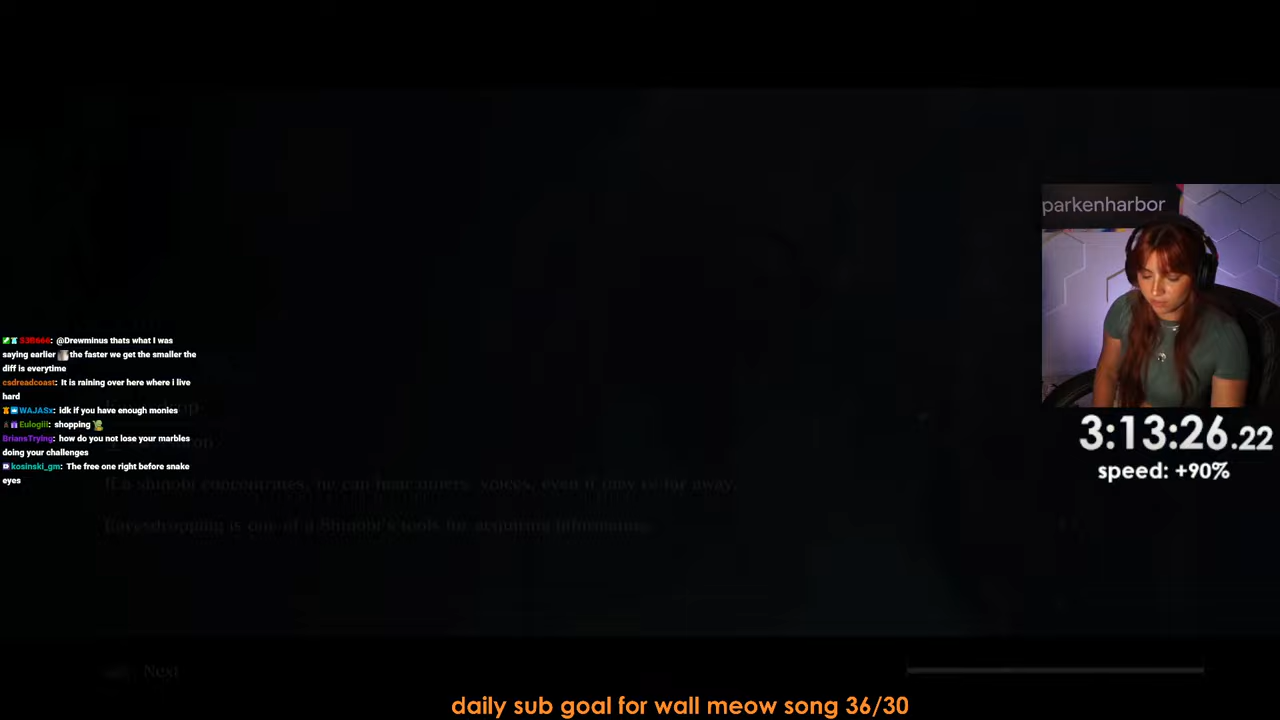 parkenharbor
S3R666: @Drewminus thats what I was
saying earlier the faster we get the smaller the
diff is everytime
csdreadcoast: It is raining over here where i live
hard
WAJASx: idk if you have enough monies
Eulogiii: shopping
BriansTrying: how do you not lose your marbles
doing your challenges
kosinski_gm: The free one right before snake
eyes
3:13:26.22
speed: +90%
If a shinobi concentrates, he can hear others' voices, even if they're far away.
Eavesdropping is one of a Shinobi's tools for acquiring information.
Next
daily sub goal for wall meow song 36/30